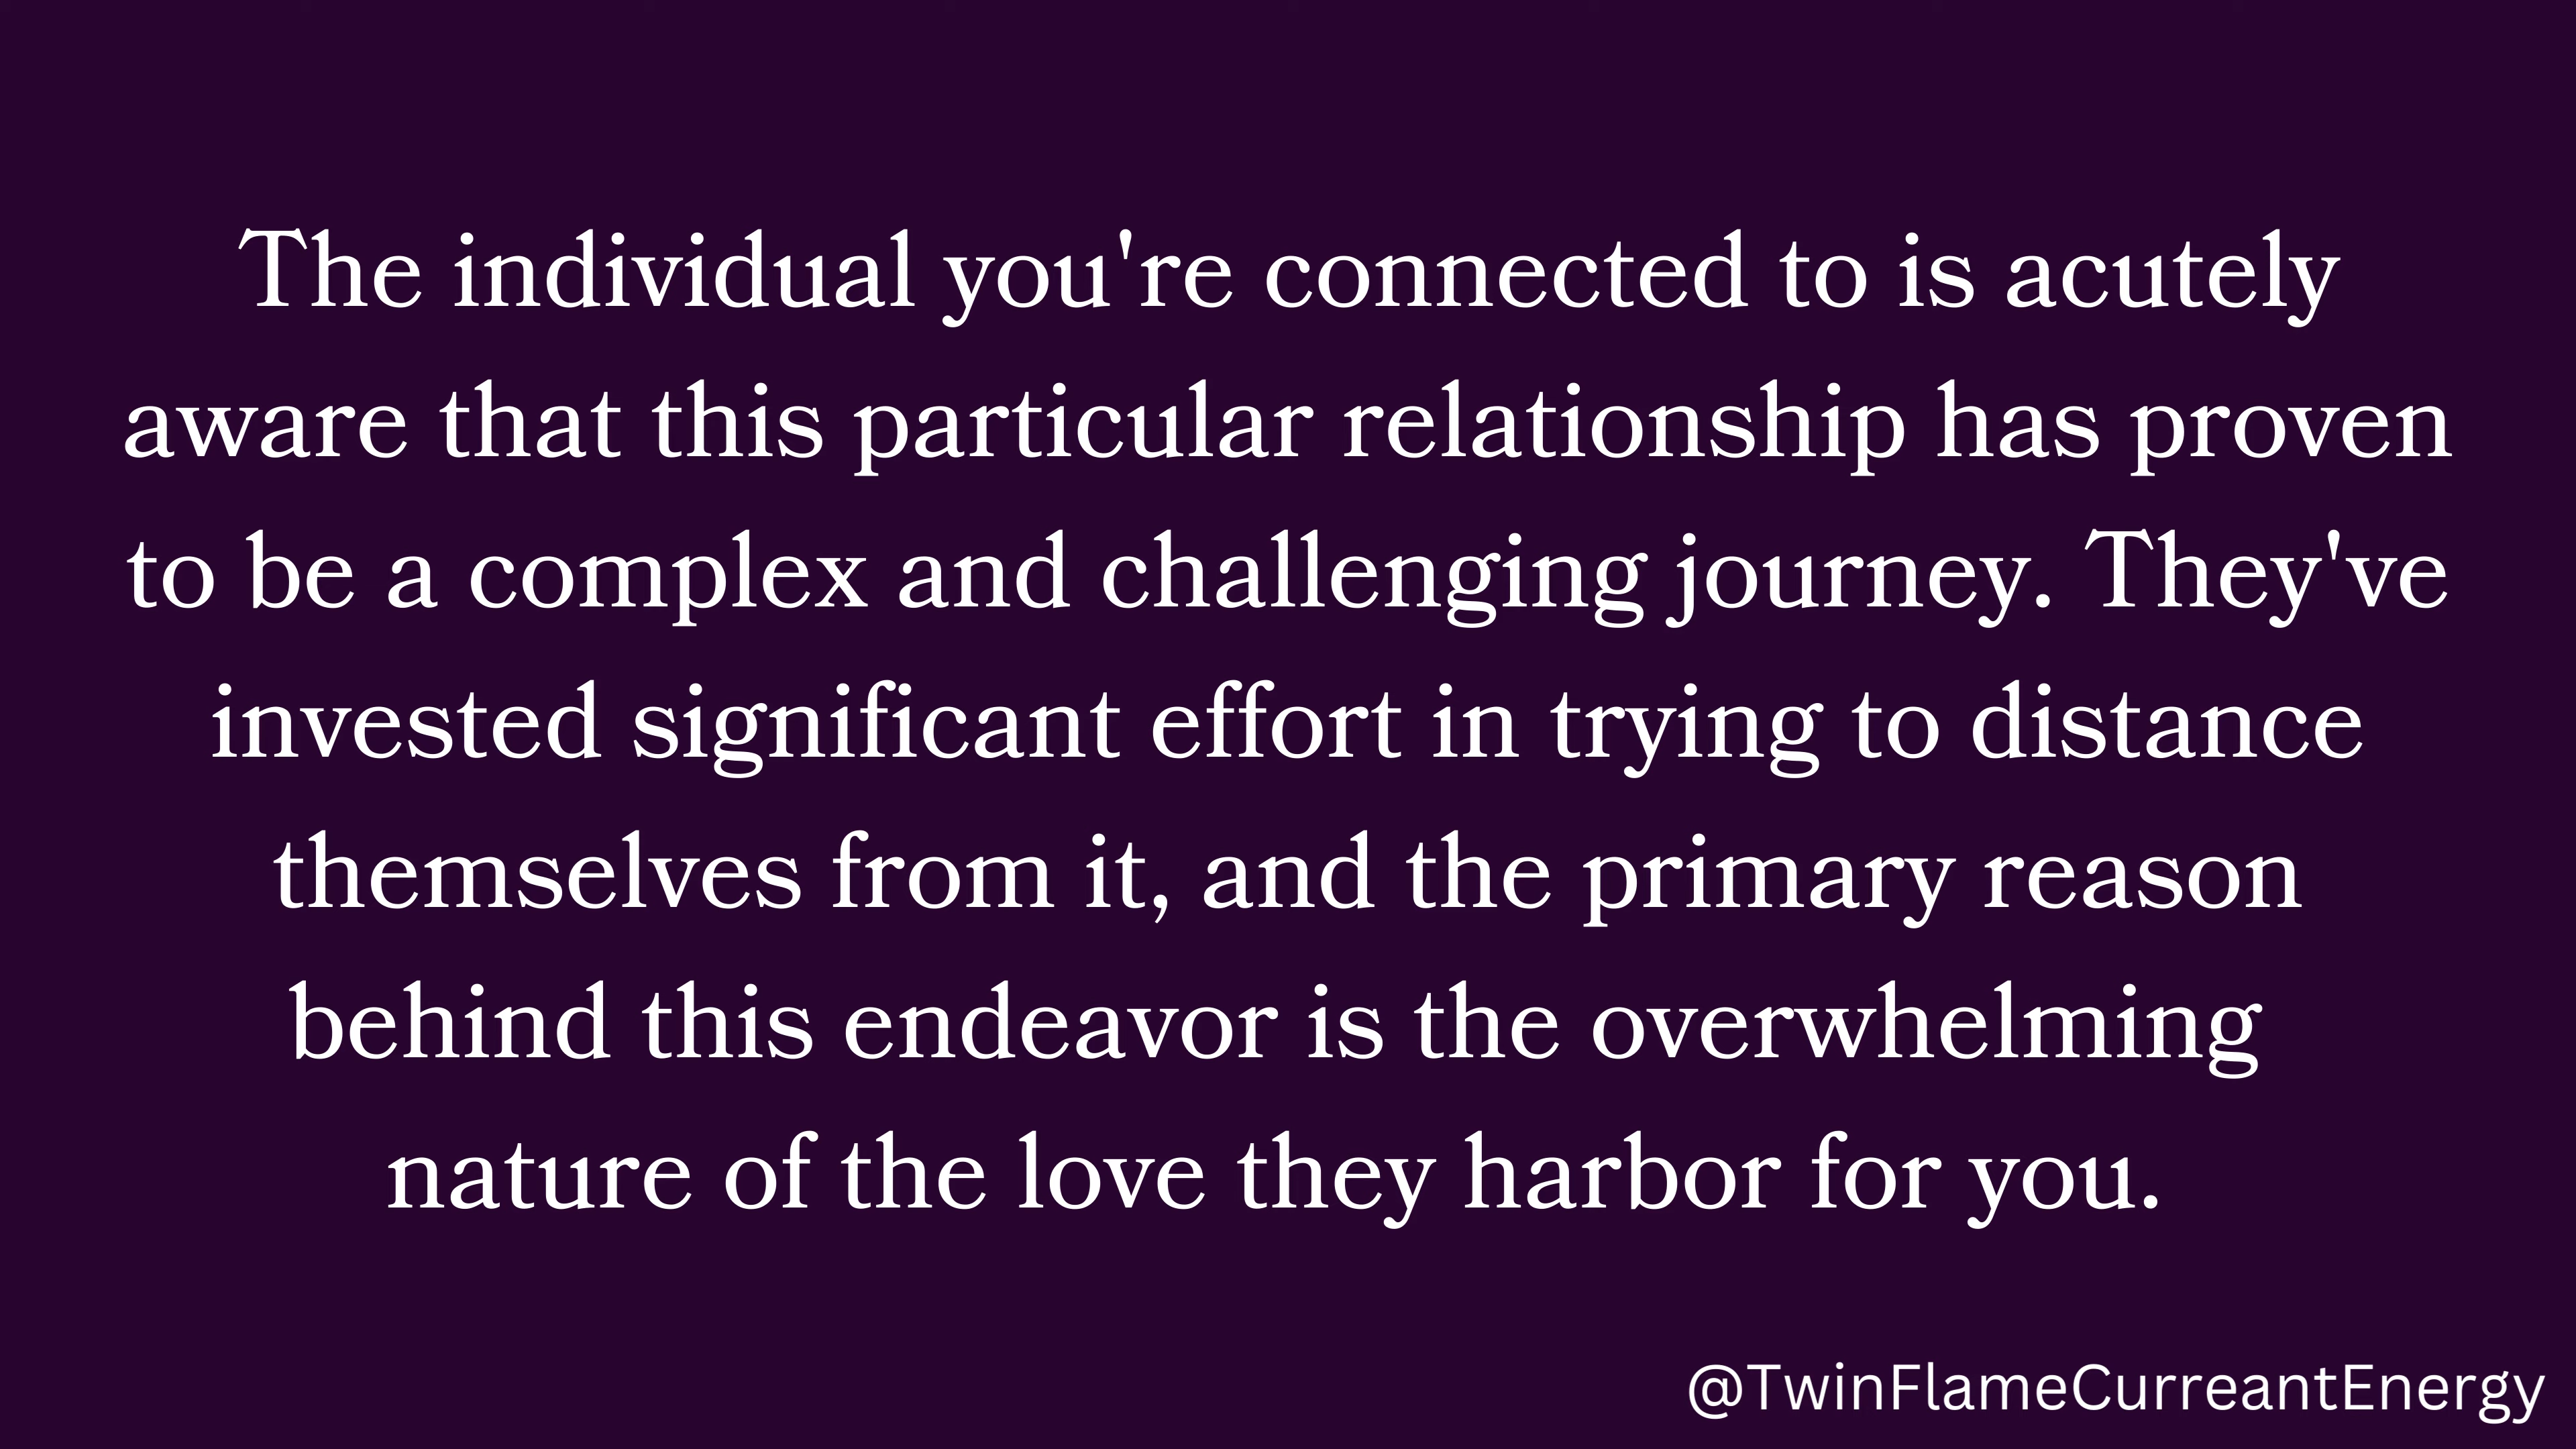 The individual you're connected to is acutely
aware that this particular relationship has proven
to be a complex and challenging journey. They've
invested significant effort in trying to distance
themselves from it, and the primary reason
behind this endeavor is the overwhelming
nature of the love they harbor for you.
@TwinFlameCurreantEnergy